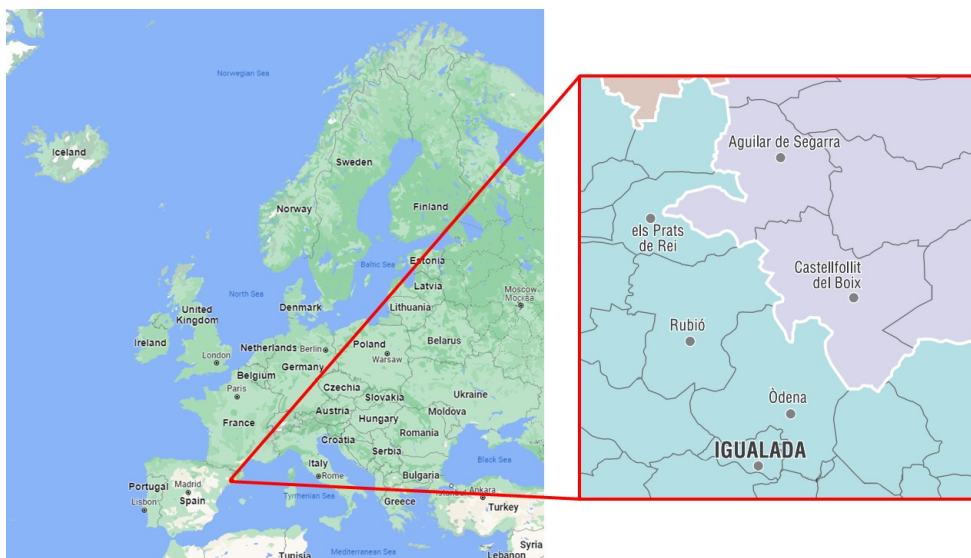 Norwegian Sea
Iceland
Sweden
Norway
Finland
Baltic Sea
Estonia
Latvia
Lithuania
Moscow
Москва
North Sea
Denmark
United
Kingdom
Ireland
London
Netherlands
Berlin
Poland
Warsaw
Belarus
Belgium
Germany
Paris
Czechia
Ukraine
Slovakia
Austria
Moldova
Hungary
France
Croatia
Romania
Serbia
Italy
Rome
Bulgaria
Black Sea
Portugal
Madrid
Lisbon
Spain
Tyrrhenian Sea
Istanbul
Ankara
Greece
Turkey
Mediterranean Sea
Tunisia
Syria
Lebanon
Aguilar de Segarra
els Prats
de Rei
Castellfollit
del Boix
Rubió
Òdena
IGUALADA